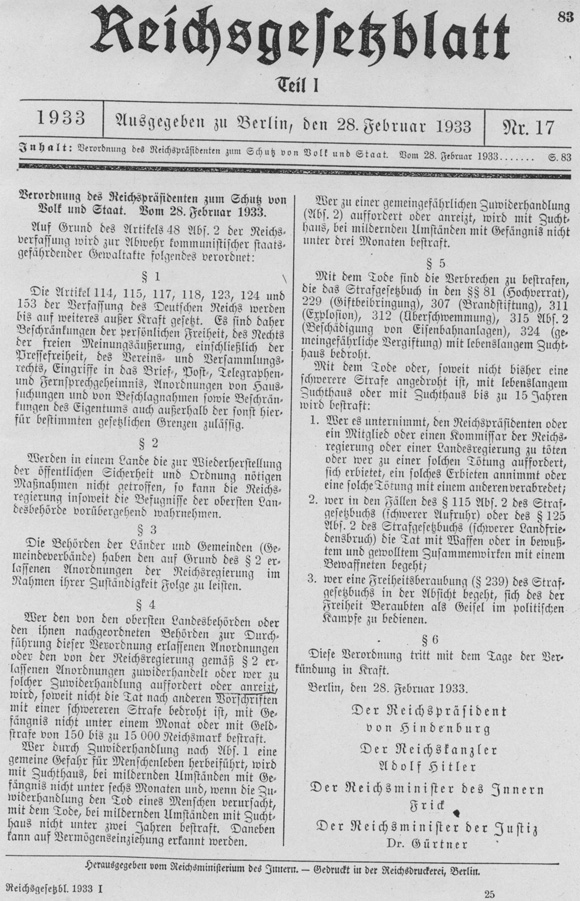 83
Reichsgesetzblatt
Teil I
1933
Ausgegeben zu Berlin, den 28. Februar 1933
Nr. 17
Inhalt: Verordnung des Reichspräsidenten zum Schutz von Volk und Staat. Vom 28. Februar 1933....... S. 83
Verordnung des Reichspräsidenten zum Schutz von
Volk und Staat. Vom 28. Februar 1933.
Auf Grund des Artikels 48 Abs. 2 der Reichs-
verfassung wird zur Abwehr kommunistischer staats-
gefährdender Gewaltakte folgendes verordnet:
§ 1
Die Artikel 114, 115, 117, 118, 123, 124 und
153 der Verfassung des Deutschen Reichs werden
bis auf weiteres außer Kraft gesetzt. Es sind daher
Beschränkungen der persönlichen Freiheit, des Rechts
der freien Meinungsäußerung, einschließlich der
Pressefreiheit, des Vereins- und Versammlungs-
rechts, Eingriffe in das Brief-, Post-, Telegraphen-
und Fernsprechgeheimnis, Anordnungen von Haus-
suchungen und von Beschlagnahmen sowie Beschrän-
kungen des Eigentums auch außerhalb der sonst hier-
für bestimmten gesetzlichen Grenzen zulässig.
§ 2
Werden in einem Lande die zur Wiederherstellung
der öffentlichen Sicherheit und Ordnung nötigen
Maßnahmen nicht getroffen, so kann die Reichs-
regierung insoweit die Befugnisse der obersten Lan-
desbehörde vorübergehend wahrnehmen.
§ 3
Die Behörden der Länder und Gemeinden (Ge-
meindeverbände) haben den auf Grund des § 2 er-
lassenen Anordnungen der Reichsregierung im
Rahmen ihrer Zuständigkeit Folge zu leisten.
§ 4
Wer den von den obersten Landesbehörden oder
den ihnen nachgeordneten Behörden zur Durch-
führung dieser Verordnung erlassenen Anordnungen
oder den von der Reichsregierung gemäß § 2 er-
lassenen Anordnungen zuwiderhandelt oder wer zu
solcher Zuwiderhandlung auffordert oder anreizt,
wird, soweit nicht die Tat nach anderen Vorschriften
mit einer schwereren Strafe bedroht ist, mit Ge-
fängnis nicht unter einem Monat oder mit Geld-
strafe von 150 bis zu 15 000 Reichsmark bestraft.
Wer durch Zuwiderhandlung nach Abs. 1 eine
gemeine Gefahr für Menschenleben herbeiführt, wird
mit Zuchthaus, bei mildernden Umständen mit Ge-
fängnis nicht unter sechs Monaten und, wenn die Zu-
widerhandlung den Tod eines Menschen verursacht,
mit dem Tode, bei mildernden Umständen mit Zucht-
haus nicht unter zwei Jahren bestraft. Daneben
kann auf Vermögenseinziehung erkannt werden.
Wer zu einer gemeingefährlichen Zuwiderhandlung
(Abs. 2) auffordert oder anreizt, wird mit Zucht-
haus, bei mildernden Umständen mit Gefängnis nicht
unter drei Monaten bestraft.
§ 5
Mit dem Tode sind die Verbrechen zu bestrafen,
die das Strafgesetzbuch in den §§ 81 (Hochverrat),
229 (Giftbeibringung), 307 (Brandstiftung), 311
(Explosion), 312 (Überschwemmung), 315 Abs. 2
(Beschädigung von Eisenbahnanlagen), 324 (ge-
meingefährliche Vergiftung) mit lebenslangem Zucht-
haus bedroht.
Mit dem Tode oder, soweit nicht bisher eine
schwerere Strafe angedroht ist, mit lebenslangem
Zuchthaus oder mit Zuchthaus bis zu 15 Jahren
wird bestraft:
1. Wer es unternimmt, den Reichspräsidenten oder
ein Mitglied oder einen Kommissar der Reichs-
regierung oder einer Landesregierung zu töten
oder wer zu einer solchen Tötung auffordert,
sich erbietet, ein solches Erbieten annimmt oder
eine solche Tötung mit einem anderen verabredet;
2. wer in den Fällen des § 115 Abs. 2 des Straf-
gesetzbuchs (schwerer Aufruhr) oder des § 125
Abs. 2 des Strafgesetzbuchs (schwerer Landfrie-
densbruch) die Tat mit Waffen oder in bewuß-
tem und gewolltem Zusammenwirken mit einem
Bewaffneten begeht;
3. wer eine Freiheitsberaubung (§ 239) des Straf-
gesetzbuchs in der Absicht begeht, sich des der
Freiheit Beraubten als Geisel im politischen
Kampfe zu bedienen.
§ 6
Diese Verordnung tritt mit dem Tage der Ver-
kündung in Kraft.
Berlin, den 28. Februar 1933.
Der Reichspräsident
von Hindenburg
Der Reichskanzler
Adolf Hitler
Der Reichsminister des Innern
Frick
Der Reichsminister der Justiz
Dr. Gürtner
Herausgegeben vom Reichsministerium des Innern. — Gedruckt in der Reichsdruckerei, Berlin.
Reichsgesetzbl. 1933 I
25